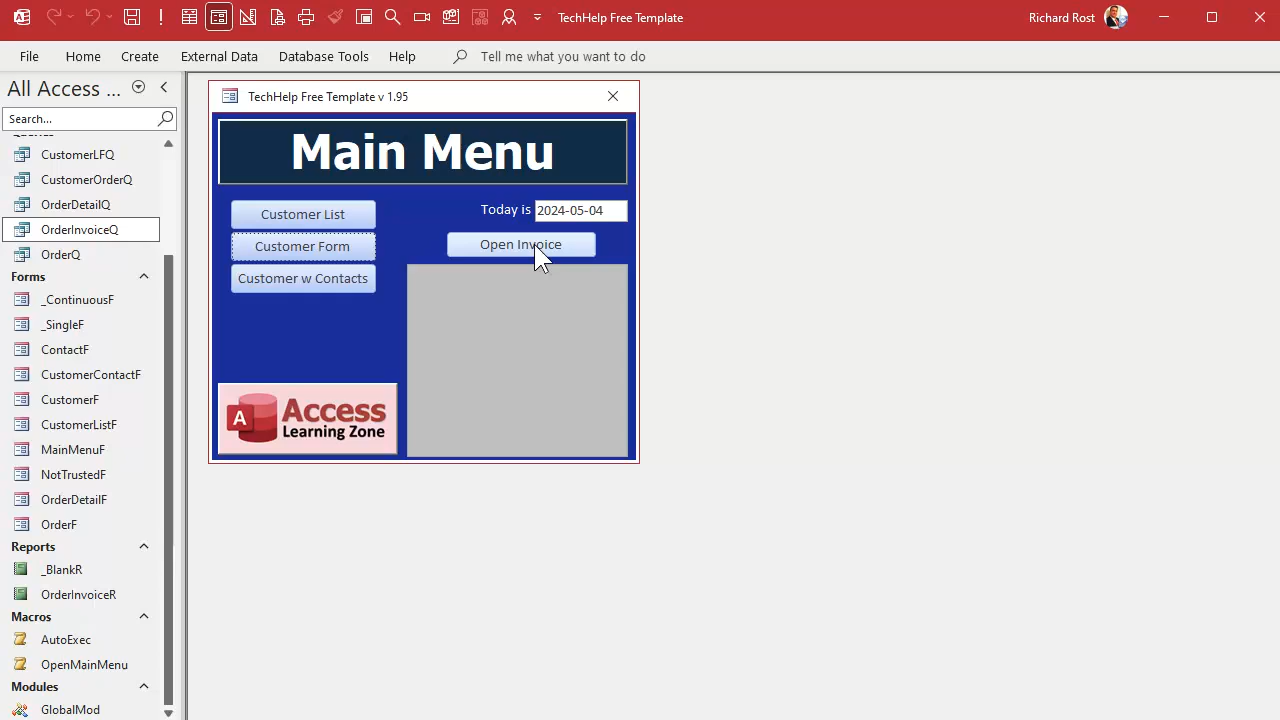 TechHelp Free Template
Richard Rost
File
Home
Create
External Data
Database Tools
Help
Tell me what you want to do
All Access ...
Search...
CustomerLFQ
CustomerOrderQ
OrderDetailQ
OrderInvoiceQ
OrderQ
Forms
_ContinuousF
_SingleF
ContactF
CustomerContactF
CustomerF
CustomerListF
MainMenuF
NotTrustedF
OrderDetailF
OrderF
Reports
_BlankR
OrderInvoiceR
Macros
AutoExec
OpenMainMenu
Modules
GlobalMod
TechHelp Free Template v 1.95
Main Menu
Customer List
Customer Form
Customer w Contacts
Today is 2024-05-04
Open Invoice
A
Access
Learning Zone